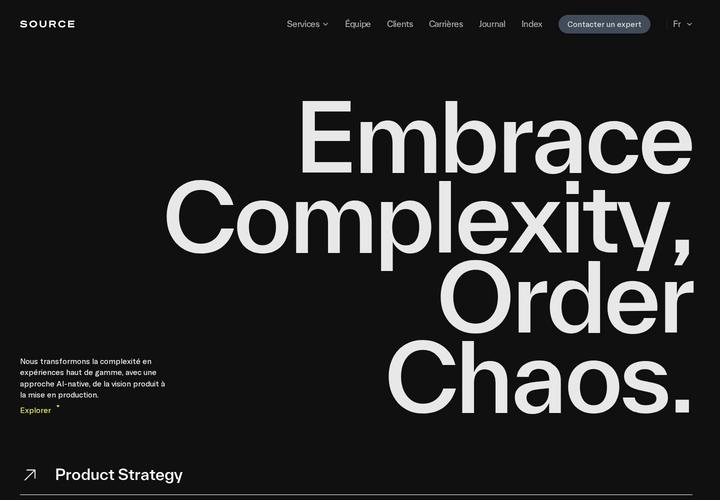 SOURCE
Services
Équipe
Clients
Carrières
Journal
Index
Contacter un expert
Fr
Embrace
Complexity,
Order
Chaos.
Nous transformons la complexité en
expériences haut de gamme, avec une
approche AI-native, de la vision produit à
la mise en production.
Explorer
Product Strategy